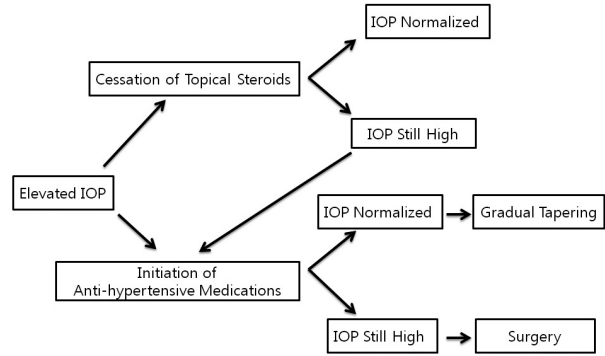 IOP Normalized
Cessation of Topical Steroids
IOP Still High
Elevated IOP
IOP Normalized
Gradual Tapering
Initiation of
Anti-hypertensive Medications
IOP Still High
Surgery